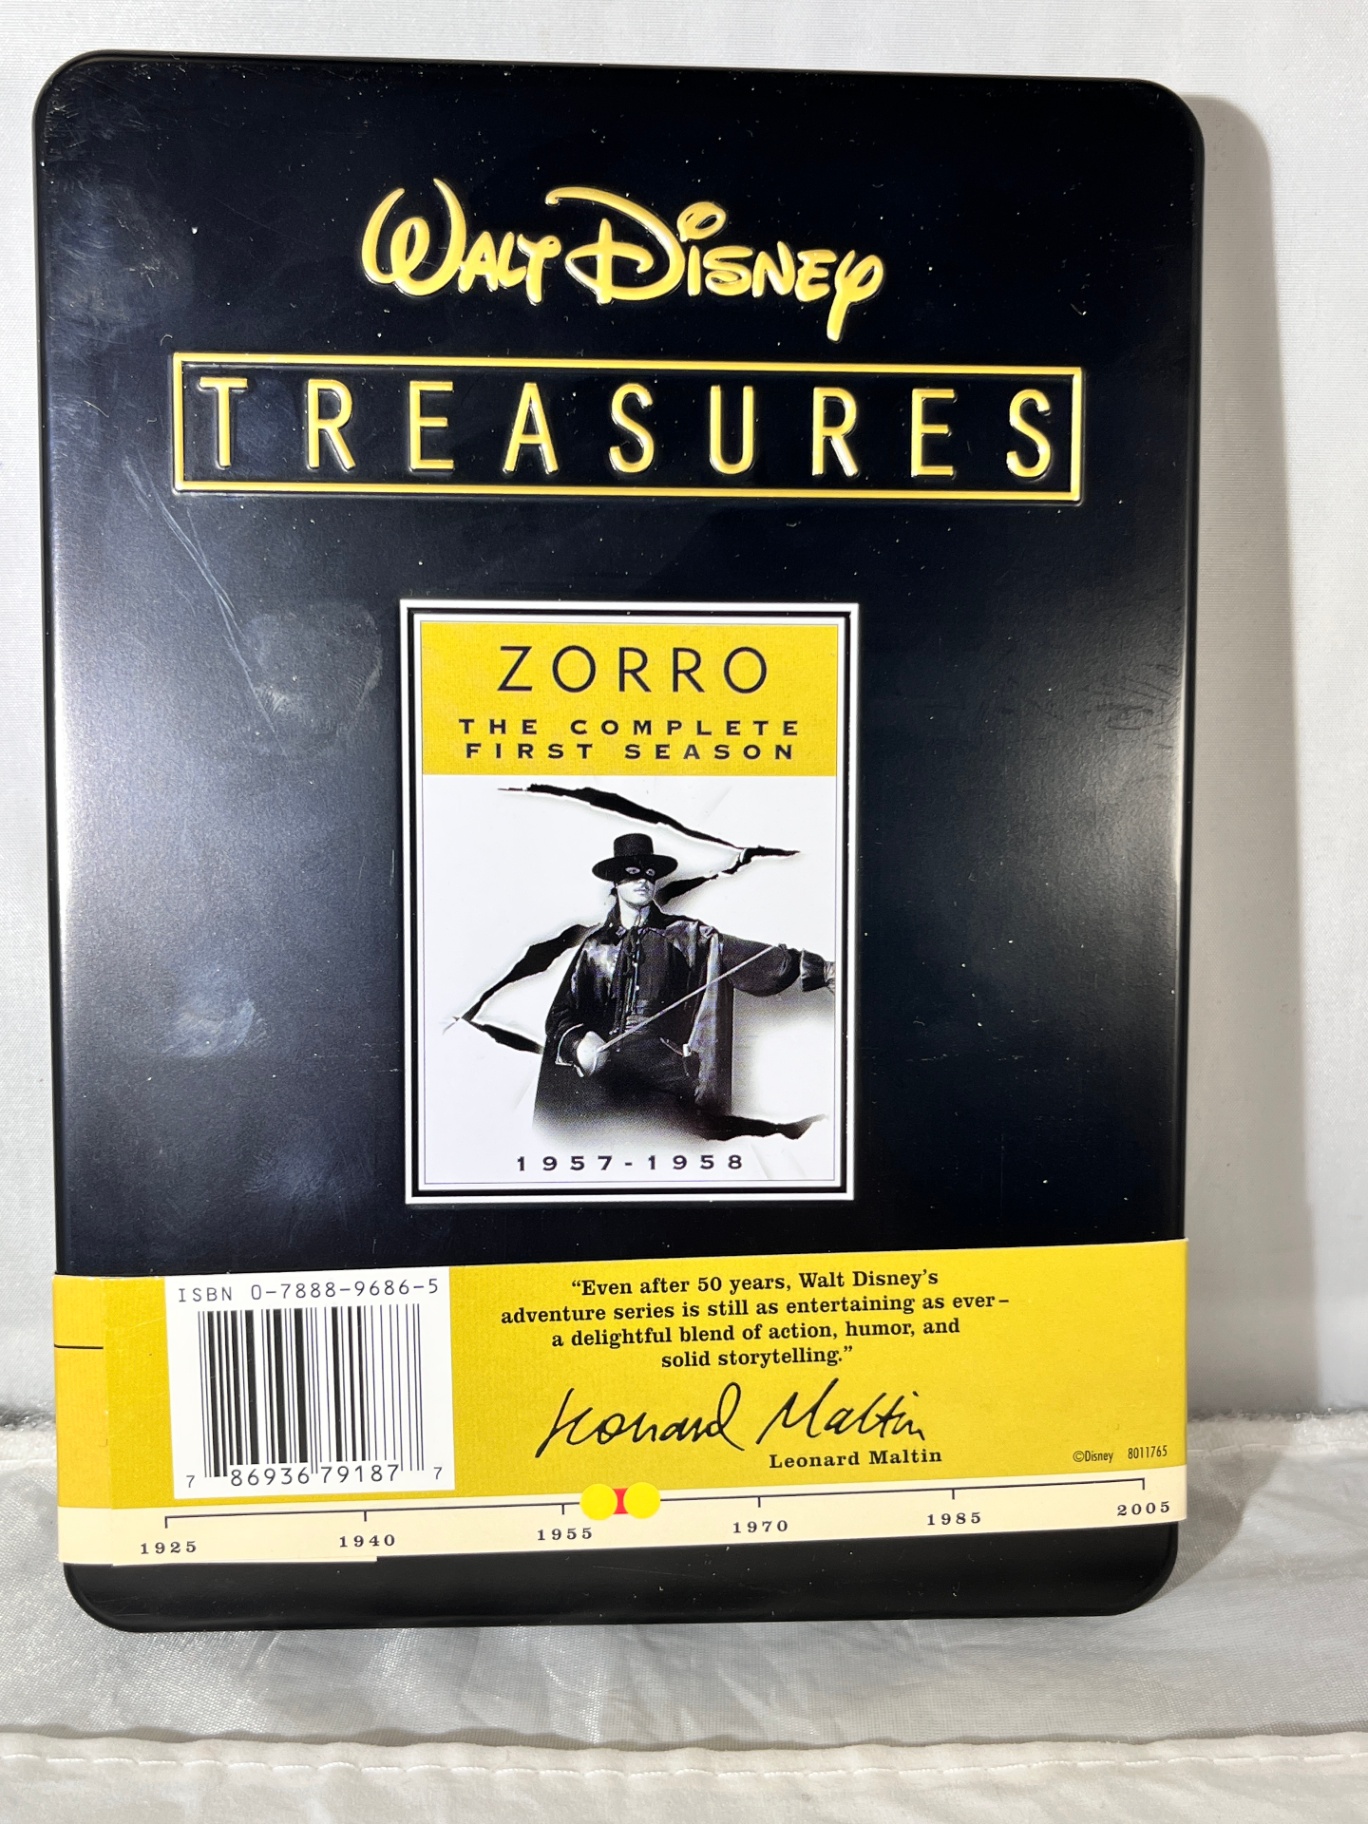 WALT DISNEY
TREASURES
ZORRO
THE COMPLETE
FIRST SEASON
1957-1958
ISBN 0-7888-9686-5
7 86936 79187 7
“Even after 50 years, Walt Disney’s
adventure series is still as entertaining as ever–
a delightful blend of action, humor, and
solid storytelling.”
Leonard Maltin
Leonard Maltin
©Disney 8011765
1925 1940 1955 1970 1985 2005